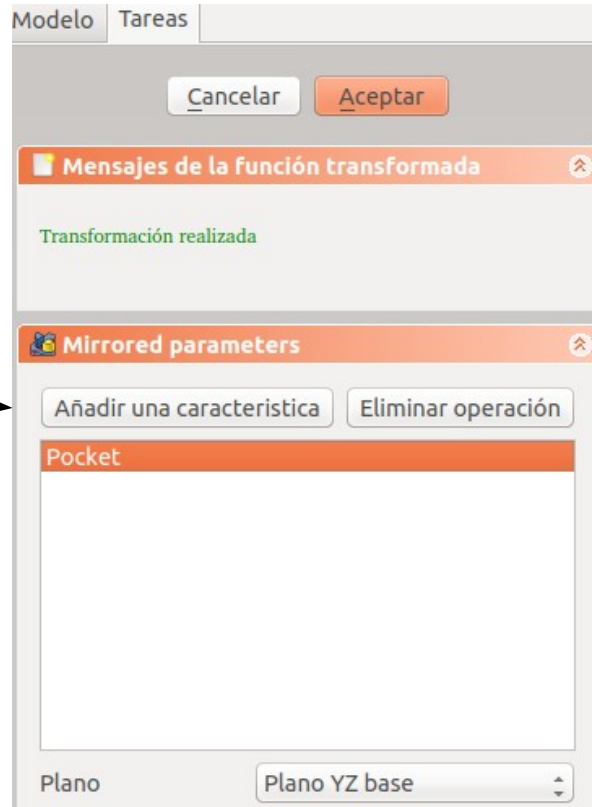 Modelo Tareas
Cancelar Aceptar
Mensajes de la función transformada
Transformación realizada
Mirrored parameters
Añadir una caracteristica Eliminar operación
Pocket
Plano Plano YZ base